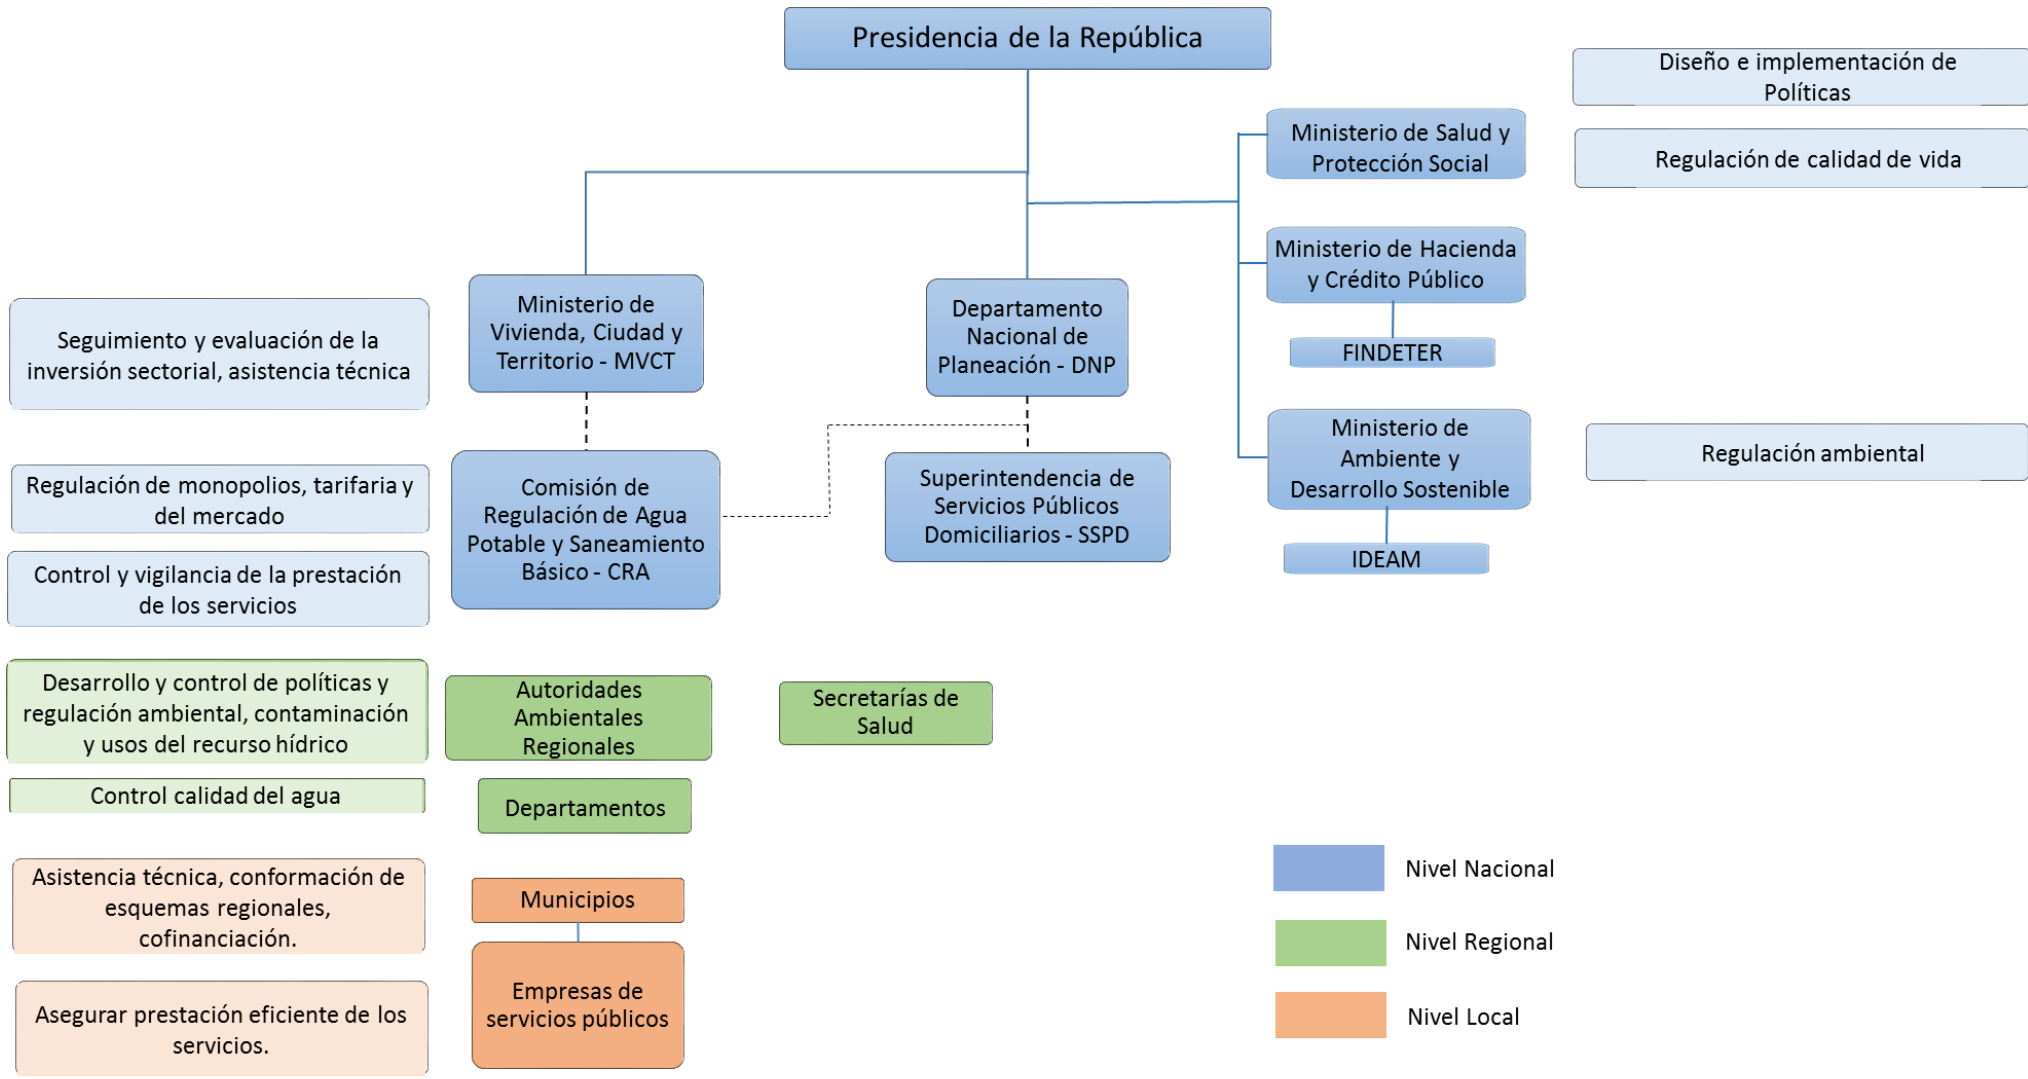 Presidencia de la República
Diseño e implementación de
Políticas
Ministerio de Salud y
Protección Social
Regulación de calidad de vida
Ministerio de Hacienda
y Crédito Público
FINDETER
Ministerio de
Vivienda, Ciudad y
Territorio - MVCT
Departamento
Nacional de
Planeación - DNP
Seguimiento y evaluación de la
inversión sectorial, asistencia técnica
Ministerio de
Ambiente y
Desarrollo Sostenible
Regulación ambiental
IDEAM
Regulación de monopolios, tarifaria y
del mercado
Comisión de
Regulación de Agua
Potable y Saneamiento
Básico - CRA
Superintendencia de
Servicios Públicos
Domiciliarios - SSPD
Control y vigilancia de la prestación
de los servicios
Desarrollo y control de políticas y
regulación ambiental, contaminación
y usos del recurso hídrico
Autoridades
Ambientales
Regionales
Secretarías de
Salud
Control calidad del agua
Departamentos
Asistencia técnica, conformación de
esquemas regionales,
cofinanciación.
Municipios
Asegurar prestación eficiente de los
servicios.
Empresas de
servicios públicos
Nivel Nacional
Nivel Regional
Nivel Local